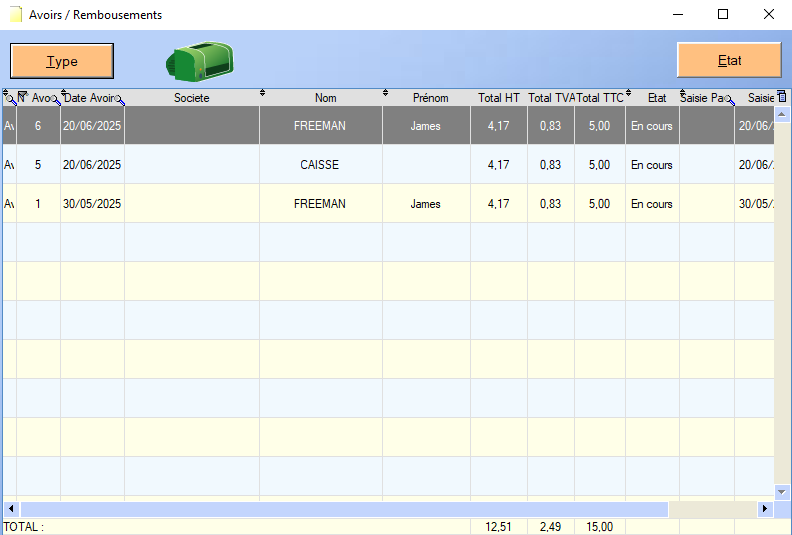 Avoirs / Rembousements
Type
Etat
Avo Date Avoir Societe Nom Prénom Total HT Total TVA Total TTC Etat Saisie Pa Saisie
Av 6 20/06/2025 FREEMAN James 4,17 0,83 5,00 En cours 20/06/
Av 5 20/06/2025 CAISSE 4,17 0,83 5,00 En cours 20/06/
Av 1 30/05/2025 FREEMAN James 4,17 0,83 5,00 En cours 30/05/
TOTAL : 12,51 2,49 15,00